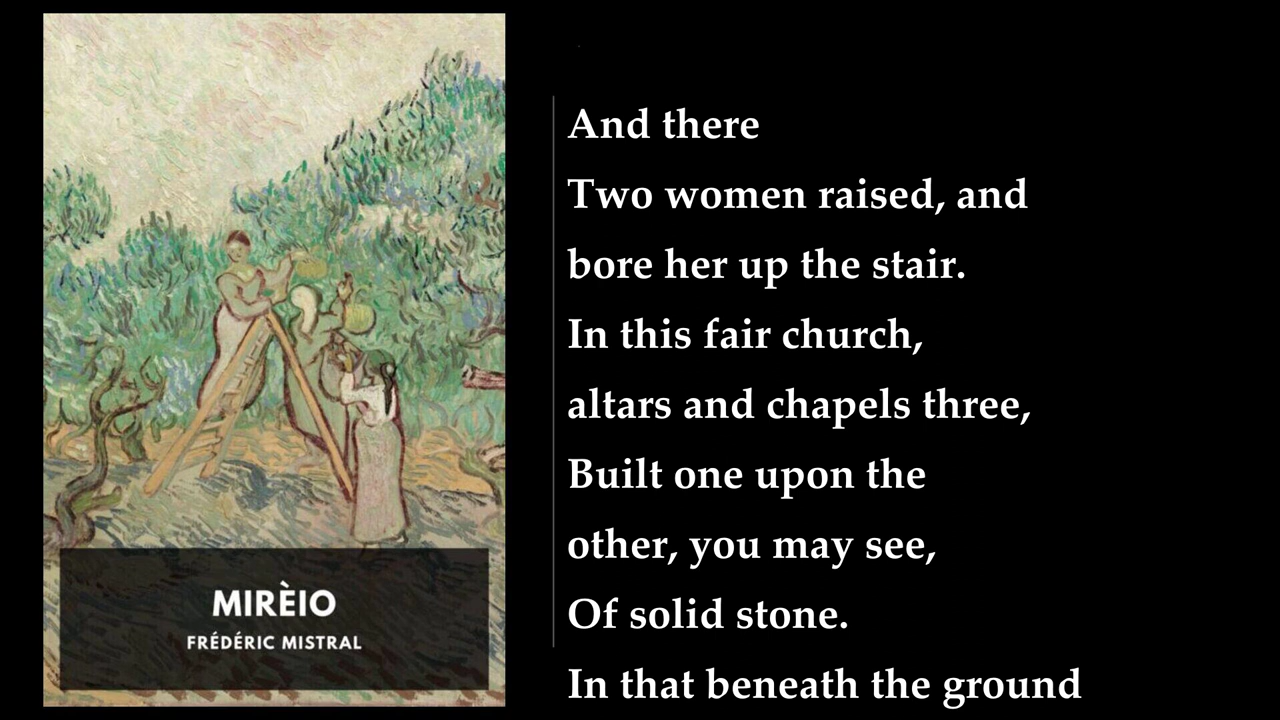 MIRÈIO
FRÉDÉRIC MISTRAL
And there
Two women raised, and
bore her up the stair.
In this fair church,
altars and chapels three,
Built one upon the
other, you may see,
Of solid stone.
In that beneath the ground